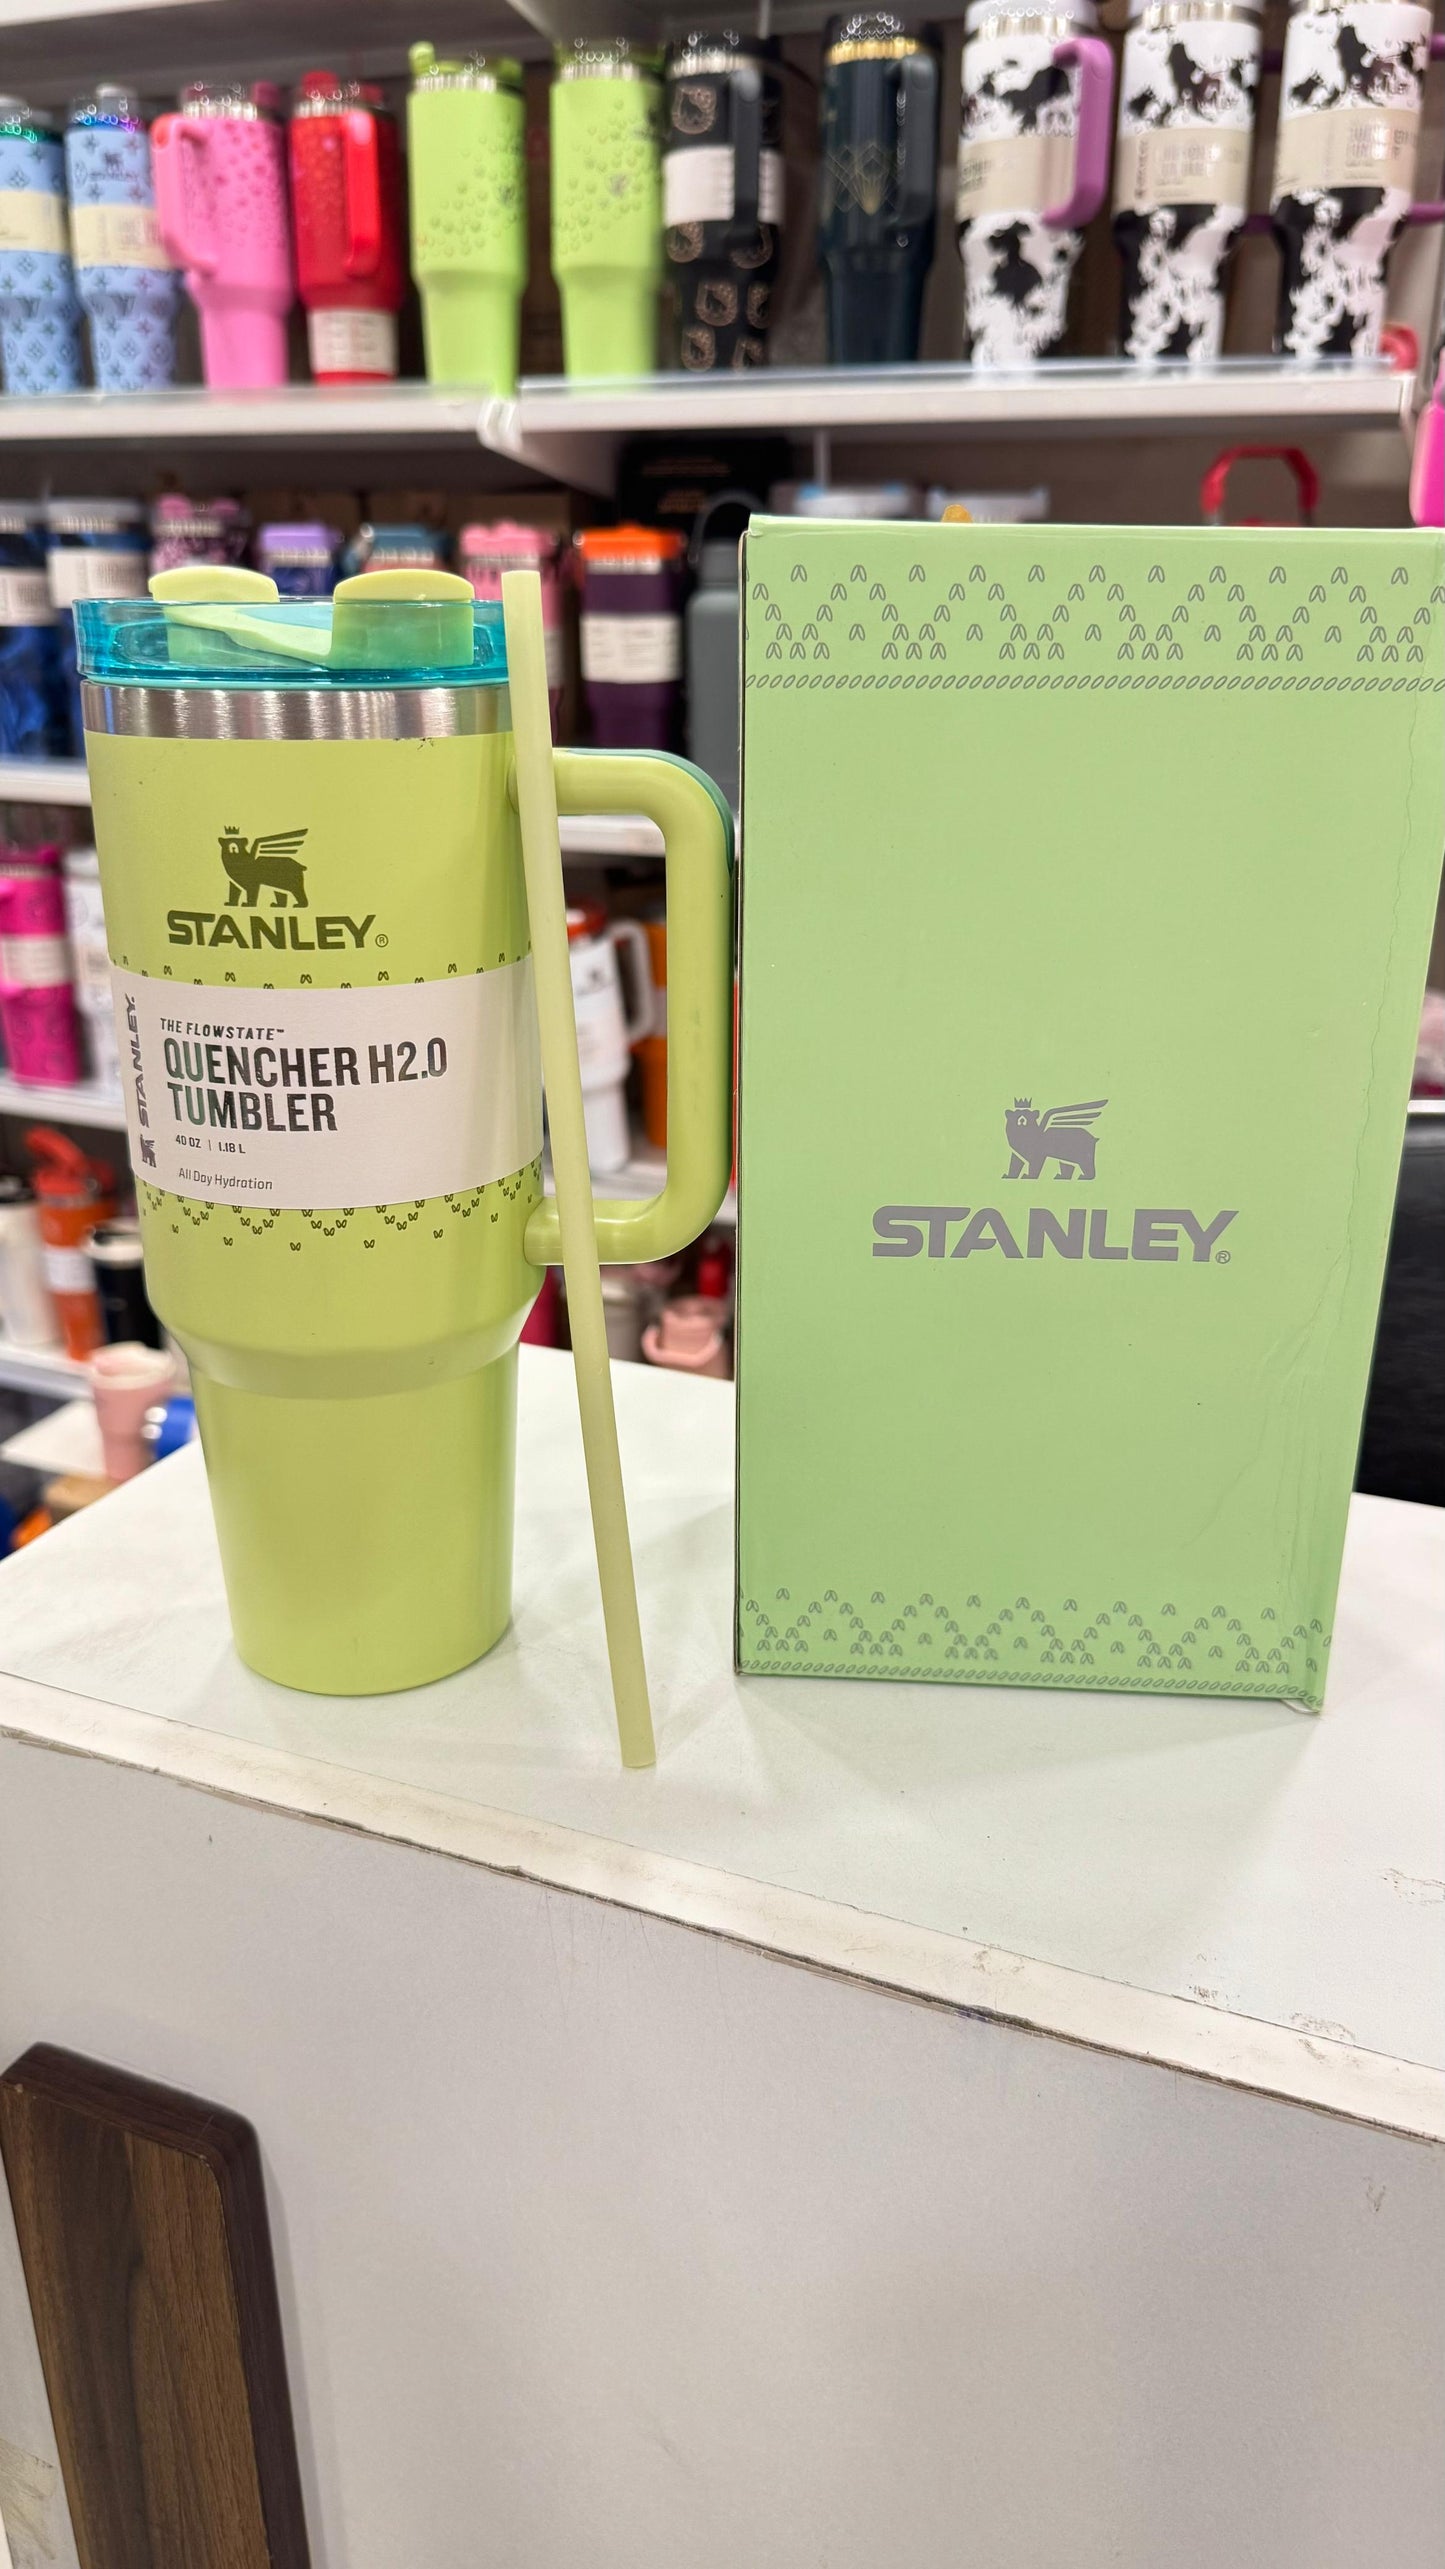 STANLEY®
STANLEY.
THE FLOWSTATE™
QUENCHER H2.0
TUMBLER
40 OZ | 1.18 L
All Day Hydration
STANLEY®